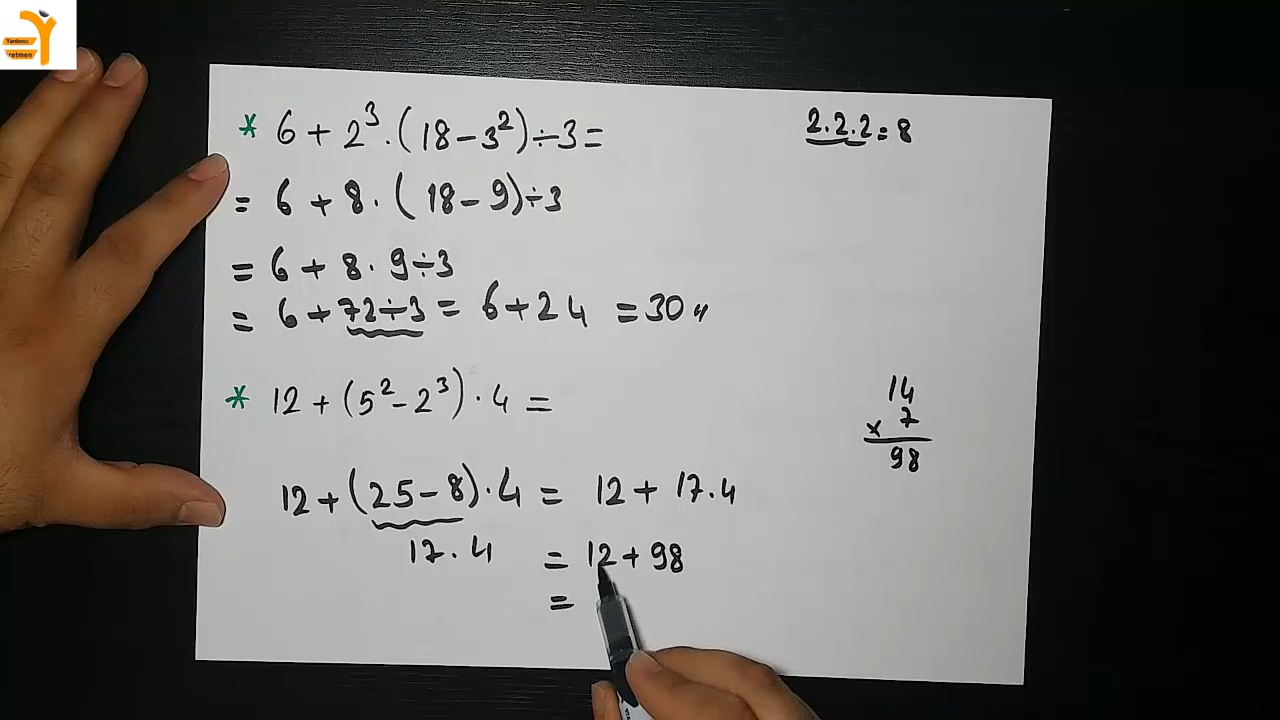 Yardımcı
retmen
* 6 + 2³ . (18 - 3²) ÷ 3 =
2.2.2 = 8
= 6 + 8 . (18 - 9) ÷ 3
= 6 + 8 . 9 ÷ 3
= 6 + 72 ÷ 3 = 6 + 24 = 30 "
* 12 + (5² - 2³) . 4 =
14
x 7
98
12 + (25 - 8) . 4 = 12 + 17 . 4
17 . 4 = 12 + 98
=